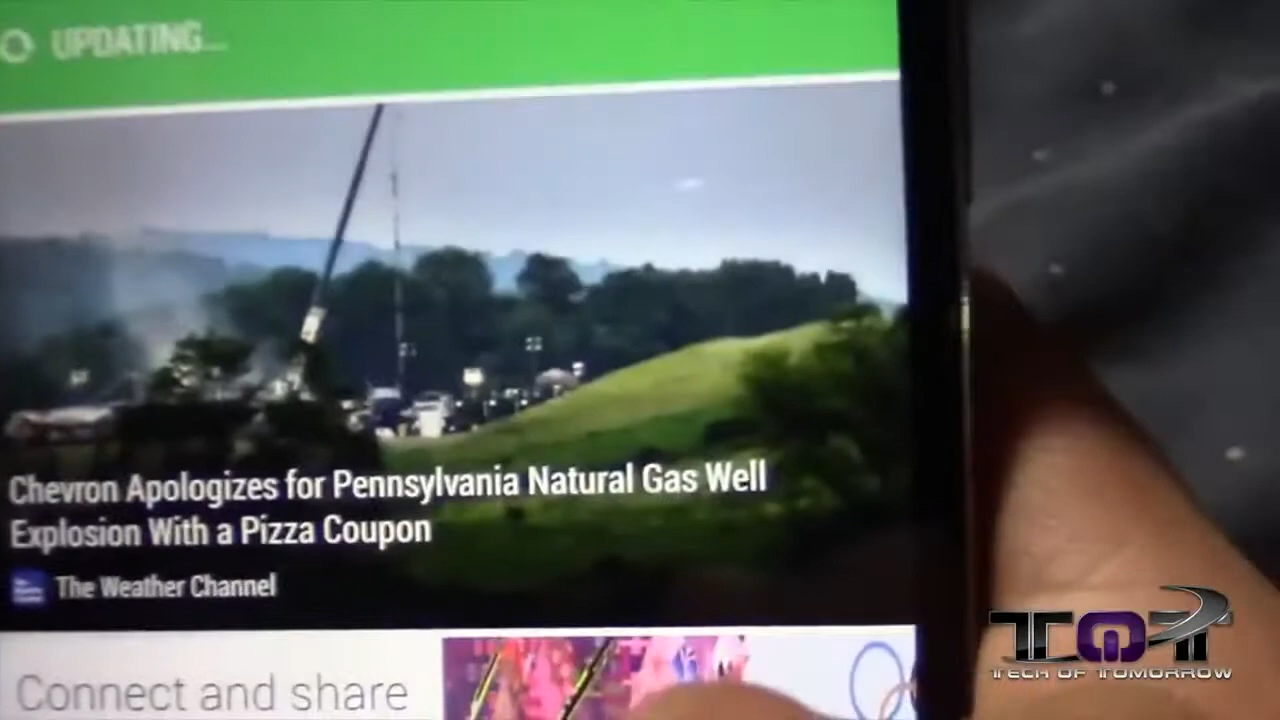 UPDATING...
Chevron Apologizes for Pennsylvania Natural Gas Well
Explosion With a Pizza Coupon
The Weather Channel
Connect and share
TOT
TECH OF TOMORROW